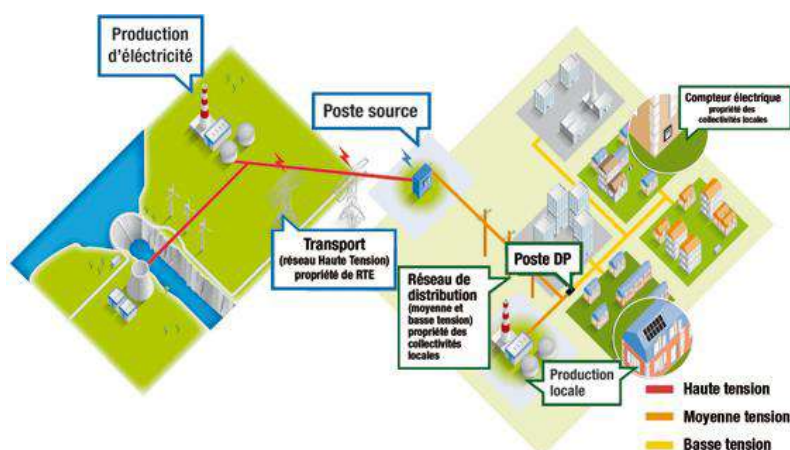 Production
d'éléctricité
Poste source
Compteur électrique
propriété des
collectivités locales
Transport
(réseau Haute Tension)
propriété de RTE
Réseau de
distribution
(moyenne et
basse tension)
propriété des
collectivités
locales
Poste DP
Production
locale
Haute tension
Moyenne tension
Basse tension